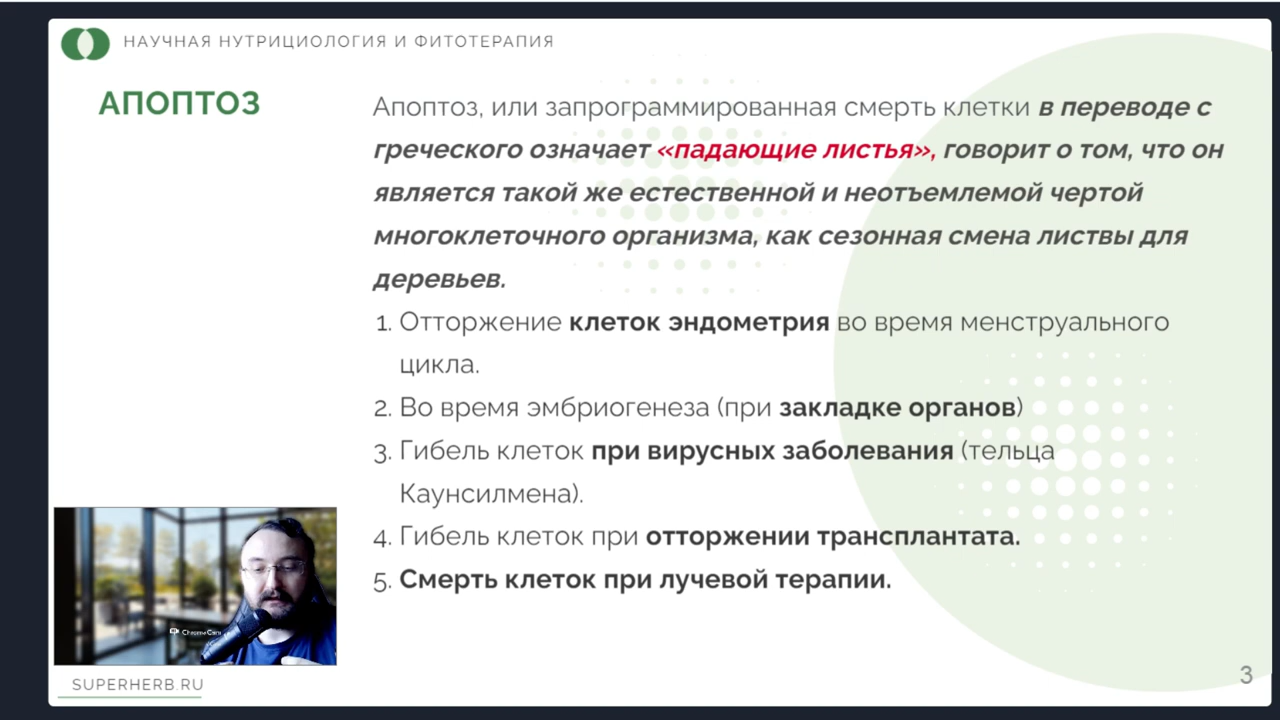 НАУЧНАЯ НУТРИЦИОЛОГИЯ И ФИТОТЕРАПИЯ
АПОПТОЗ
Апоптоз, или запрограммированная смерть клетки в переводе с
греческого означает «падающие листья», говорит о том, что он
является такой же естественной и неотъемлемой чертой
многоклеточного организма, как сезонная смена листвы для
деревьев.
1. Отторжение клеток эндометрия во время менструального
цикла.
2. Во время эмбриогенеза (при закладке органов)
3. Гибель клеток при вирусных заболевания (тельца
Каунсилмена).
4. Гибель клеток при отторжении трансплантата.
5. Смерть клеток при лучевой терапии.
ChromaCam
SUPERHERB.RU
3